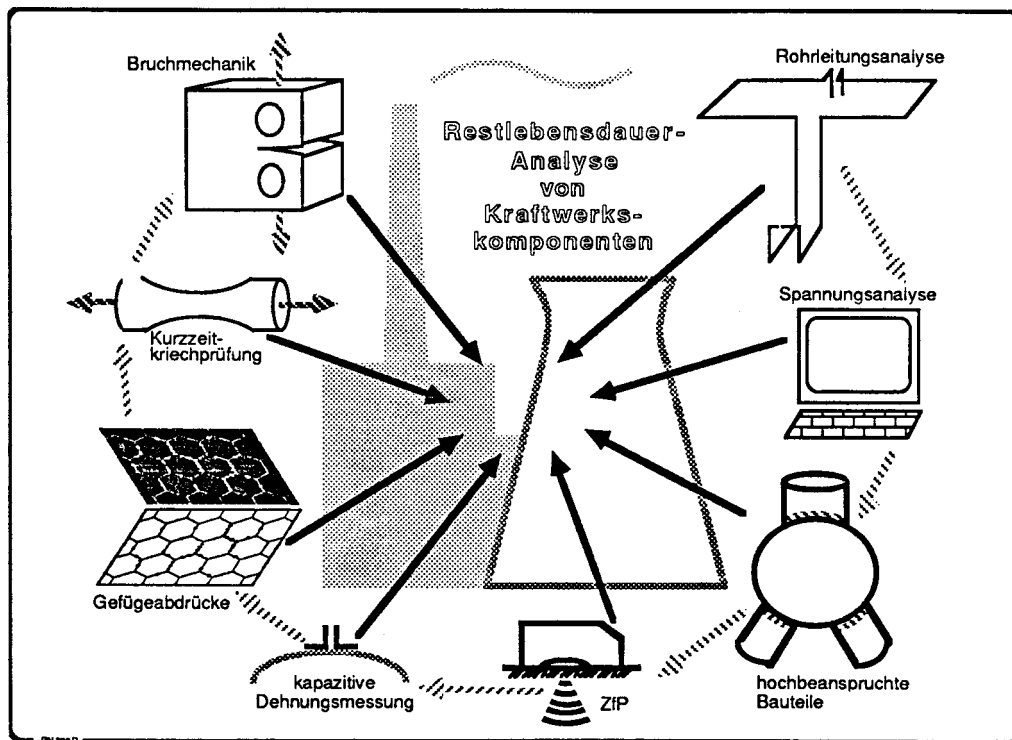 Bruchmechanik
Rohrleitungsanalyse
Restlebensdauer-
Analyse
von
Kraftwerks-
komponenten
Spannungsanalyse
Kurzzeit-
kriechprüfung
Gefügeabdrücke
kapazitive
Dehnungsmessung
ZfP
hochbeanspruchte
Bauteile